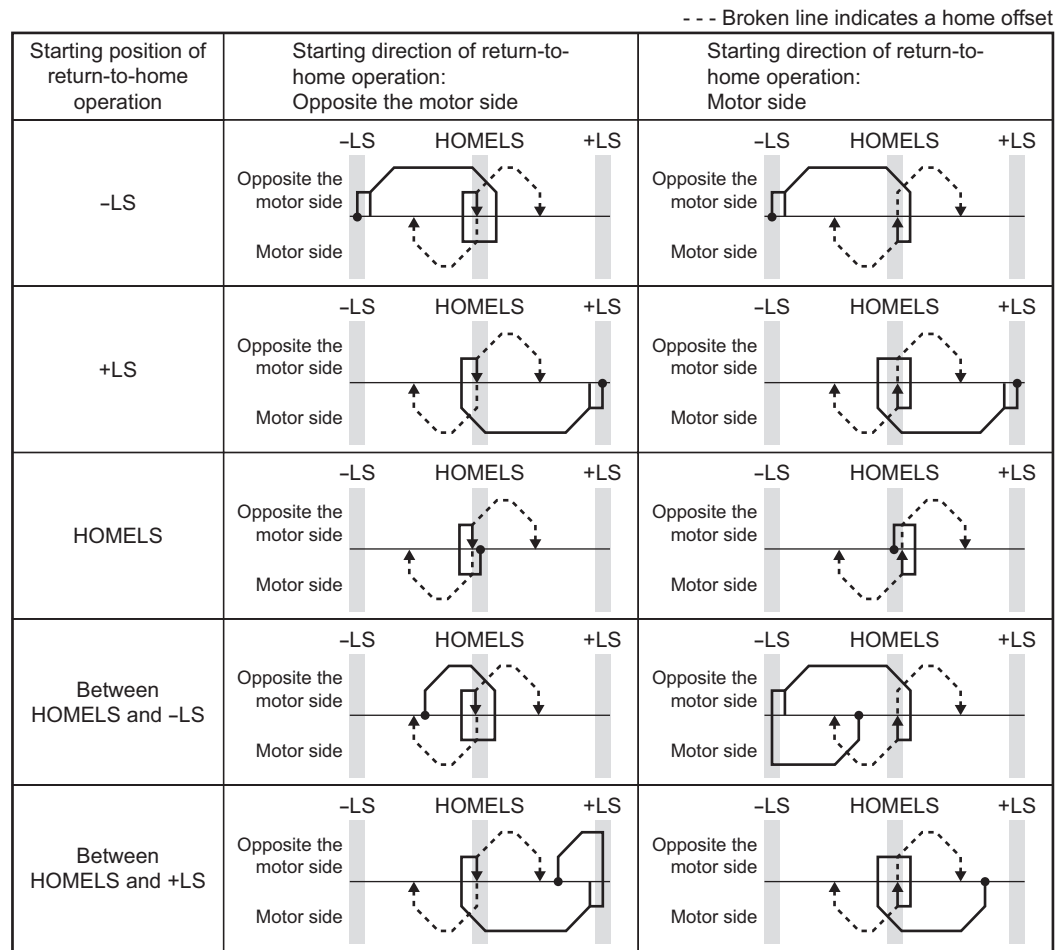 - - - Broken line indicates a home offset
Starting position of
return-to-home
operation
Starting direction of return-to-
home operation:
Opposite the motor side
Starting direction of return-to-
home operation:
Motor side
–LS
–LS HOMELS +LS
Opposite the
motor side
Motor side
–LS HOMELS +LS
Opposite the
motor side
Motor side
+LS
–LS HOMELS +LS
Opposite the
motor side
Motor side
–LS HOMELS +LS
Opposite the
motor side
Motor side
HOMELS
–LS HOMELS +LS
Opposite the
motor side
Motor side
–LS HOMELS +LS
Opposite the
motor side
Motor side
Between
HOMELS and –LS
–LS HOMELS +LS
Opposite the
motor side
Motor side
–LS HOMELS +LS
Opposite the
motor side
Motor side
Between
HOMELS and +LS
–LS HOMELS +LS
Opposite the
motor side
Motor side
–LS HOMELS +LS
Opposite the
motor side
Motor side